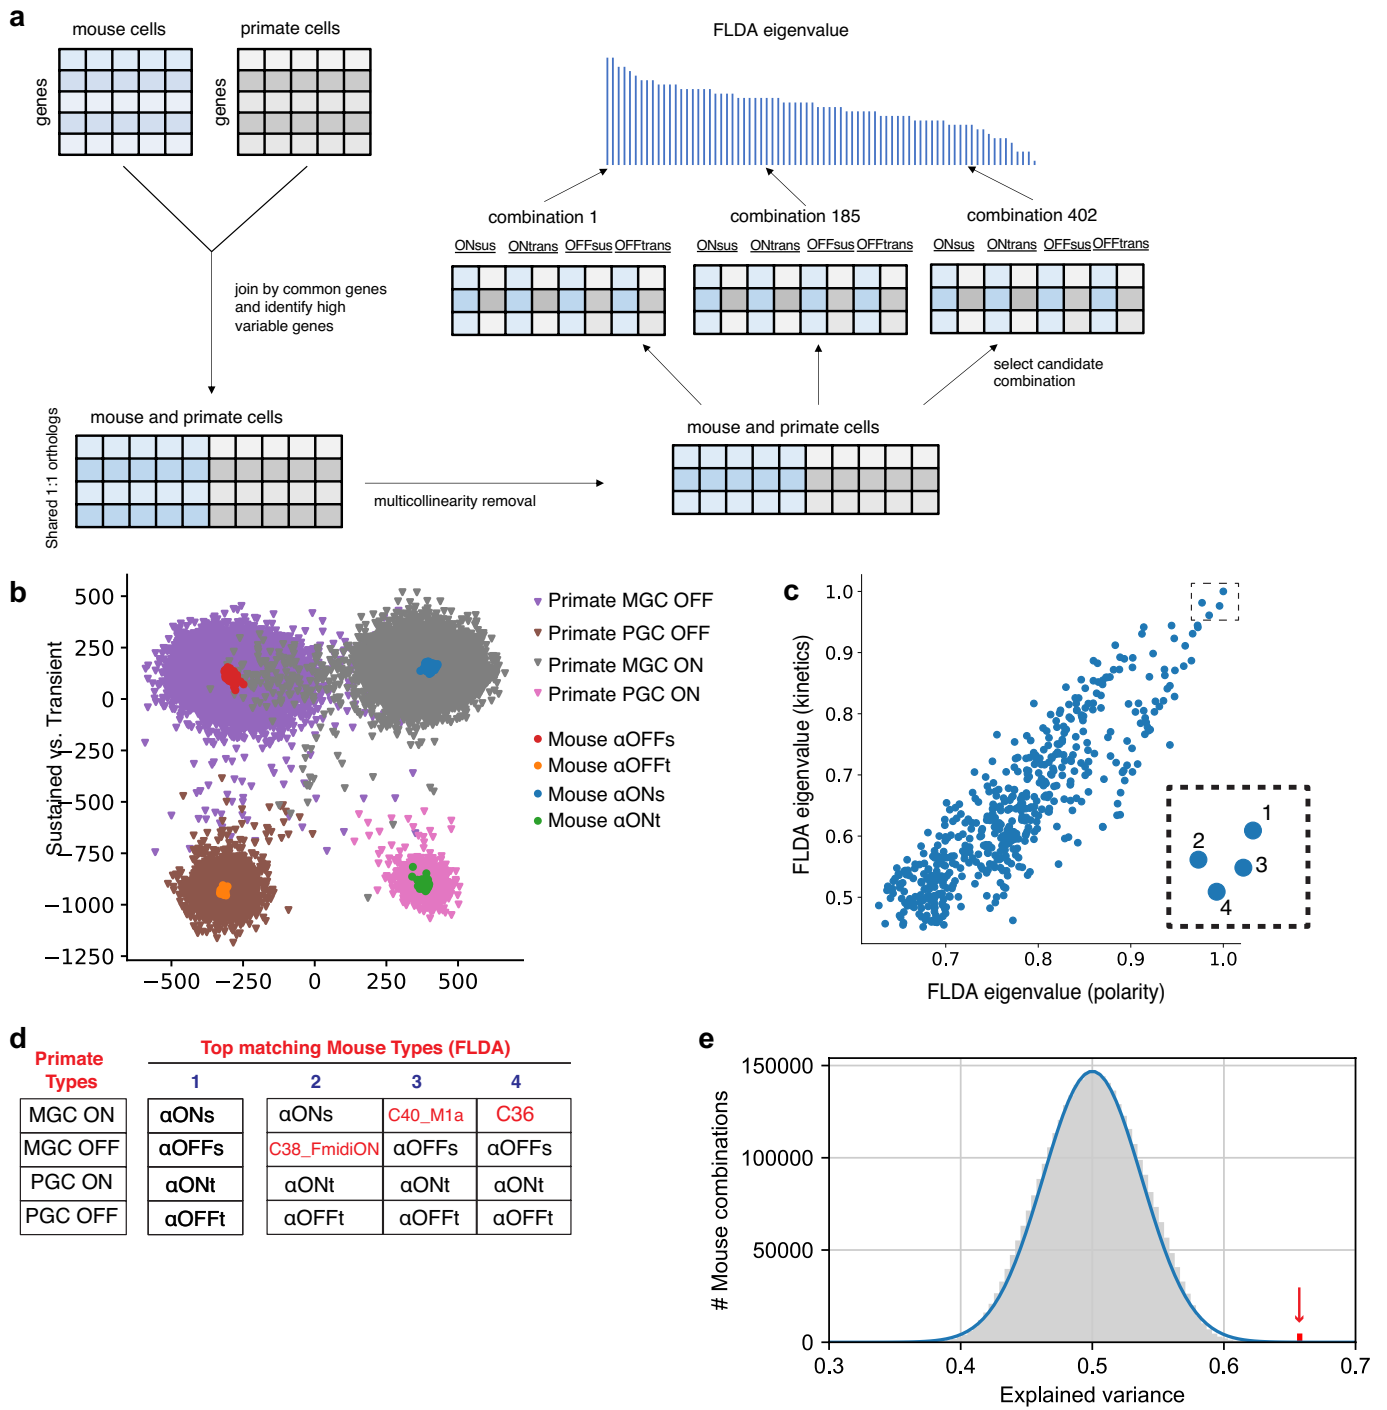 a
mouse cells
primate cells
FLDA eigenvalue
genes
genes
combination 1
combination 185
combination 402
ONsus ONtrans OFFsus OFFtrans
ONsus ONtrans OFFsus OFFtrans
ONsus ONtrans OFFsus OFFtrans
join by common genes
and identify high
variable genes
select candidate
combination
mouse and primate cells
mouse and primate cells
Shared 1:1 orthologs
multicollinearity removal
b
Sustained vs. Transient
500
250
0
−250
−500
−750
−1000
−1250
−500 −250 0 250 500
Primate MGC OFF
Primate PGC OFF
Primate MGC ON
Primate PGC ON
Mouse αOFFs
Mouse αOFFt
Mouse αONs
Mouse αONt
c
FLDA eigenvalue (kinetics)
1.0
0.9
0.8
0.7
0.6
0.5
0.7 0.8 0.9 1.0
FLDA eigenvalue (polarity)
1
2
3
4
d
Primate
Types
Top matching Mouse Types (FLDA)
1 2 3 4
MGC ON αONs αONs C40_M1a C36
MGC OFF αOFFs C38_FmidiON αOFFs αOFFs
PGC ON αONt αONt αONt αONt
PGC OFF αOFFt αOFFt αOFFt αOFFt
e
# Mouse combinations
150000
100000
50000
0
0.3 0.4 0.5 0.6 0.7
Explained variance